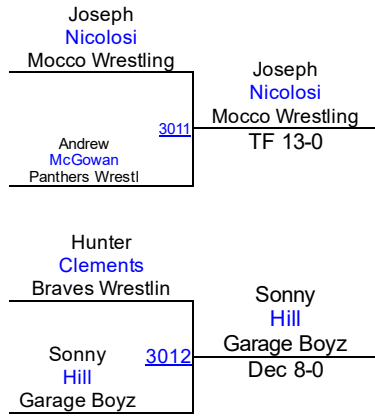 Joseph
Nicolosi
Mocco Wrestling
Joseph
Nicolosi
Mocco Wrestling
3011
TF 13-0
Andrew
McGowan
Panthers Wrestl
Hunter
Clements
Braves Wrestlin
Sonny
Hill
Garage Boyz
3012
Dec 8-0
Sonny
Hill
Garage Boyz